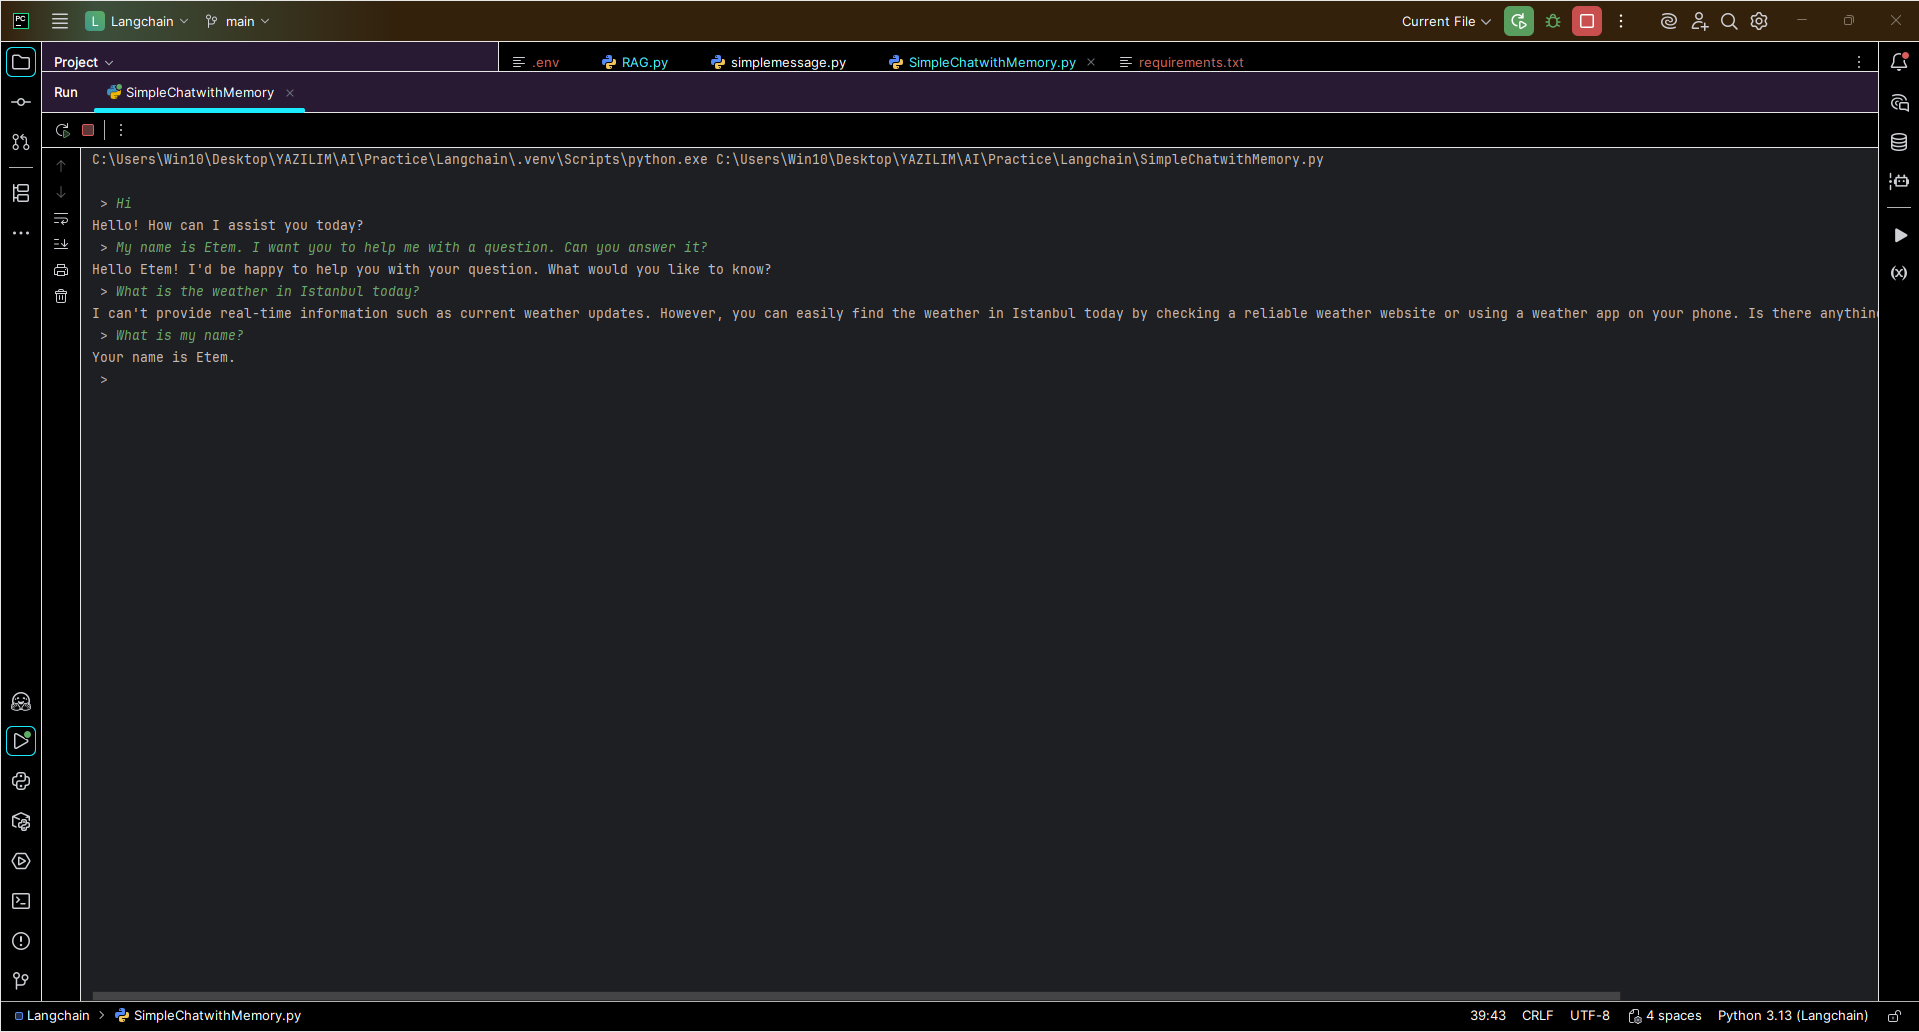 PC L Langchain main Current File
Project .env RAG.py simplemessage.py SimpleChatwithMemory.py requirements.txt
Run SimpleChatwithMemory
C:\Users\Win10\Desktop\YAZILIM\AI\Practice\Langchain\.venv\Scripts\python.exe C:\Users\Win10\Desktop\YAZILIM\AI\Practice\Langchain\SimpleChatwithMemory.py
> Hi
Hello! How can I assist you today?
> My name is Etem. I want you to help me with a question. Can you answer it?
Hello Etem! I'd be happy to help you with your question. What would you like to know?
> What is the weather in Istanbul today?
I can't provide real-time information such as current weather updates. However, you can easily find the weather in Istanbul today by checking a reliable weather website or using a weather app on your phone. Is there anythin
> What is my name?
Your name is Etem.
>
Langchain > SimpleChatwithMemory.py 39:43 CRLF UTF-8 4 spaces Python 3.13 (Langchain)